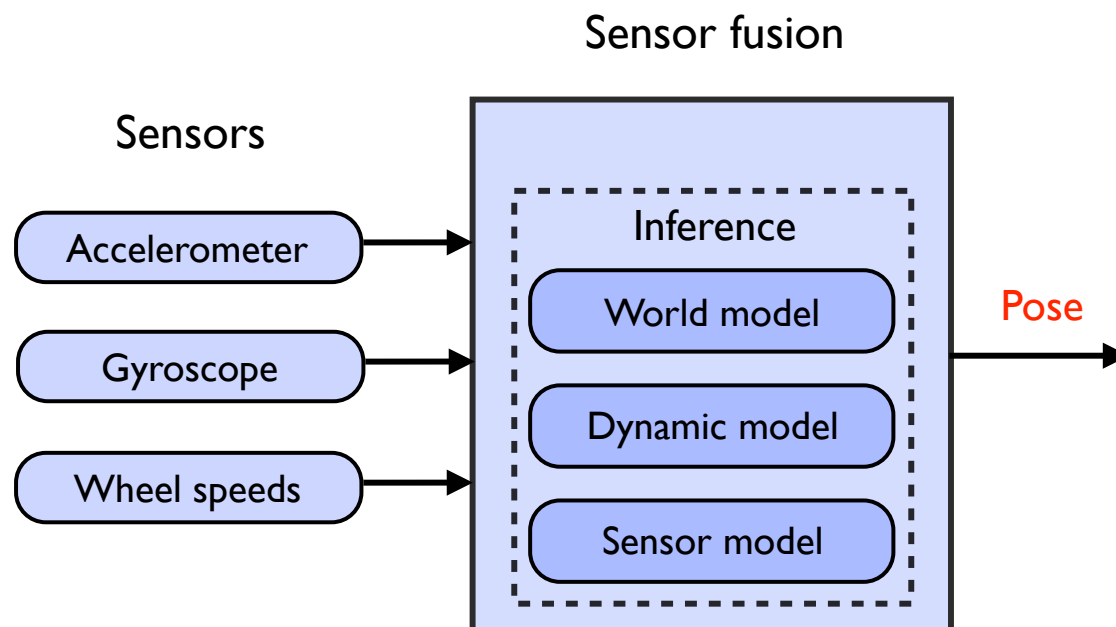 Sensor fusion
Sensors
Accelerometer
Gyroscope
Wheel speeds
Inference
World model
Dynamic model
Sensor model
Pose